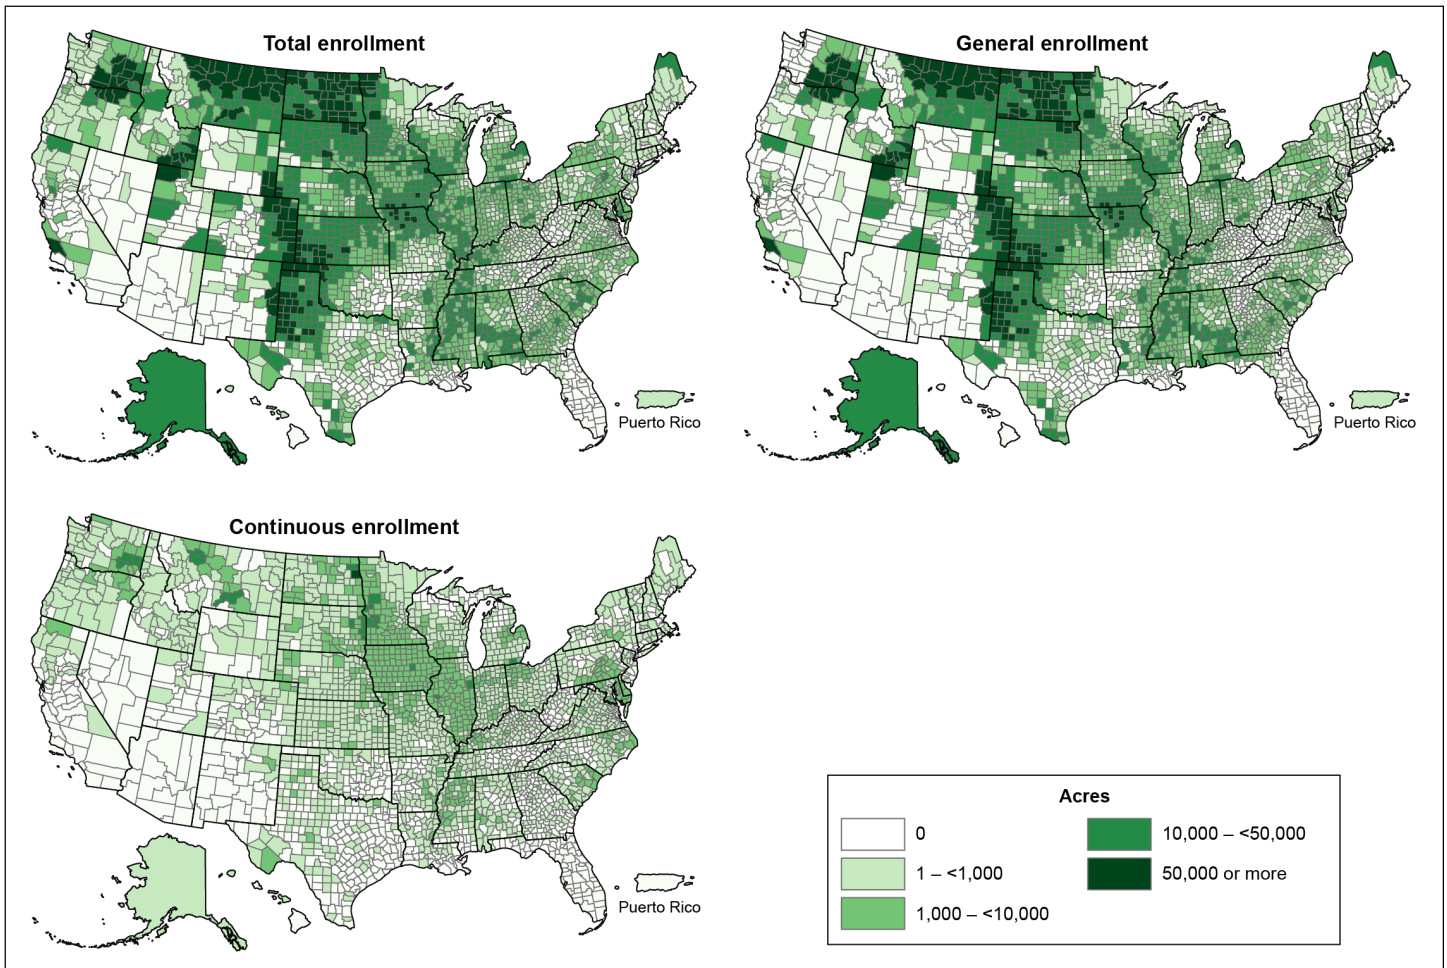 Total enrollment
General enrollment
Puerto Rico
Puerto Rico
Continuous enrollment
Puerto Rico
Acres
0
1 – <1,000
1,000 – <10,000
10,000 – <50,000
50,000 or more